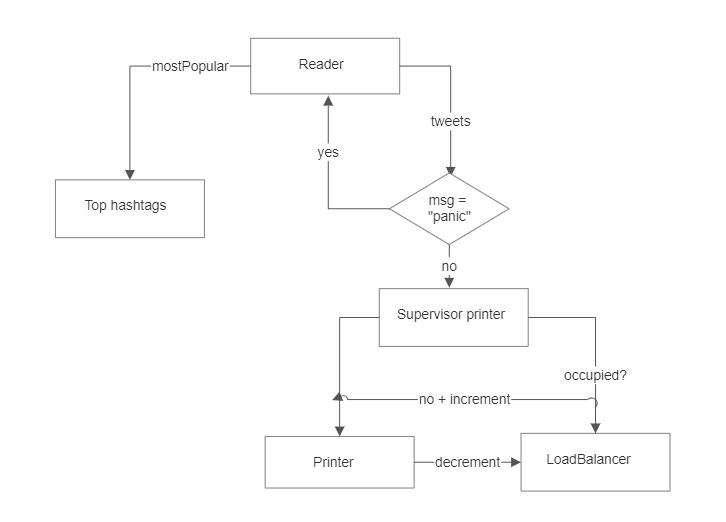 Reader
mostPopular
tweets
yes
msg =
"panic"
Top hashtags
no
Supervisor printer
occupied?
no + increment
Printer
decrement
LoadBalancer